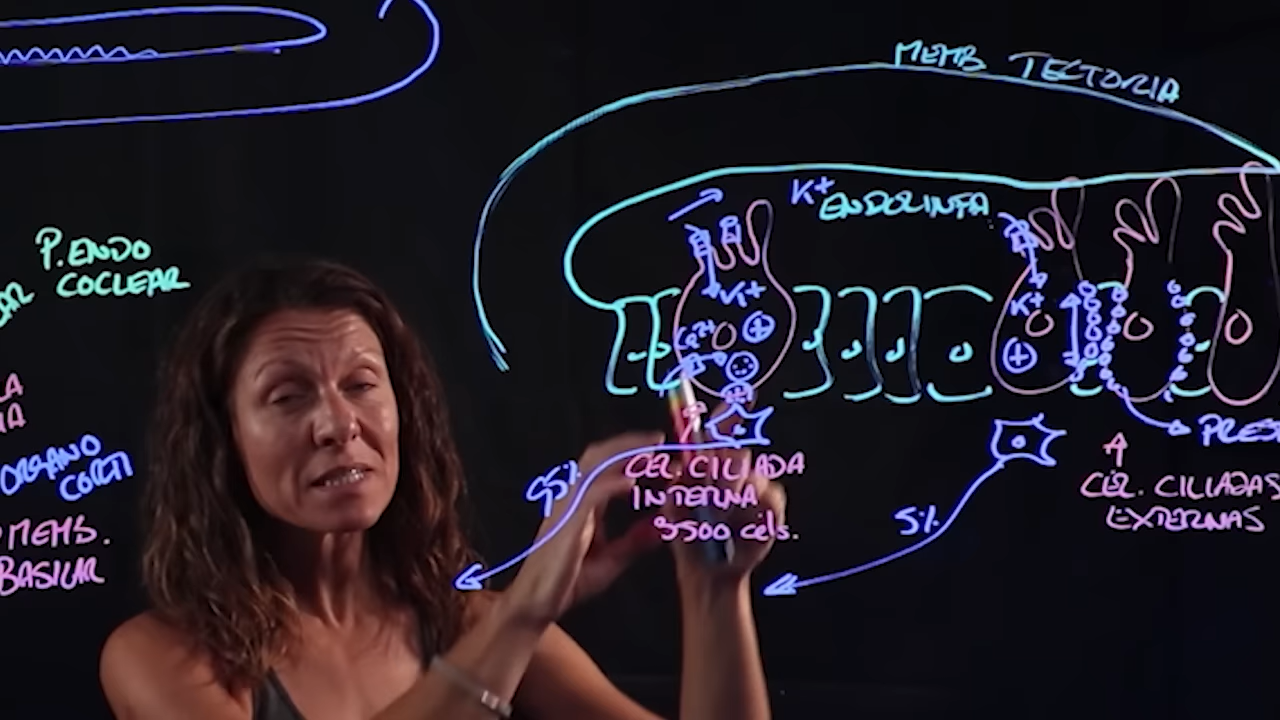 MEMB TECTORIA
K+
ENDOLINFA
P. ENDO
COCLEAR
K+
Ca2+
+
K+
+
ORGANO
CORTI
MEMB.
BASILAR
95%
CEL. CILIADA
INTERNA
3500 cels.
5%
CEL. CILIADAS
EXTERNAS